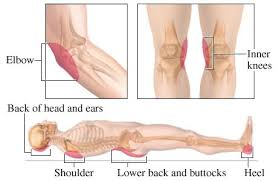 Elbow
Inner
knees
Back of head and ears
Shoulder
Lower back and buttocks
Heel